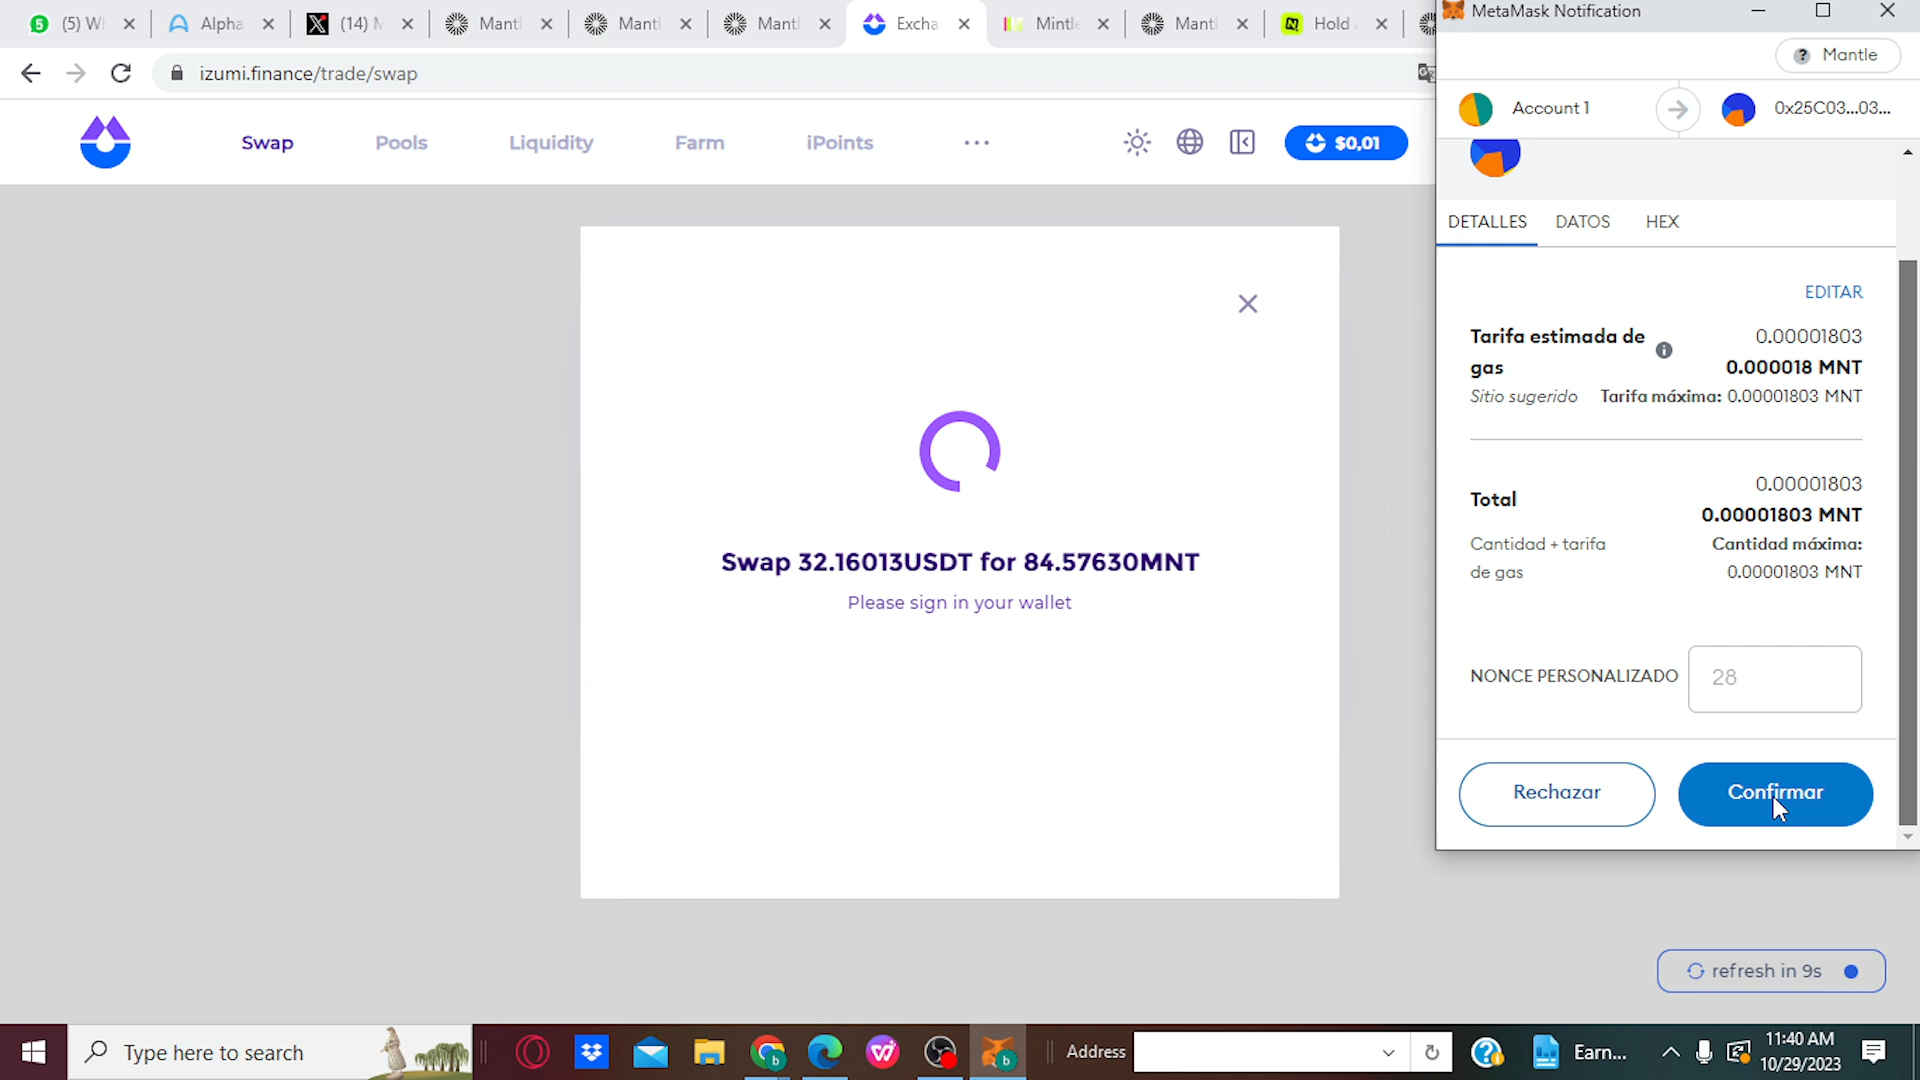 (5) W
Alpha
(14) M
Mantl
Mantl
Mantl
Excha
Mintle
Mantl
Hold
MetaMask Notification
izumi.finance/trade/swap
Mantle
Account 1
0x25C03...03...
Swap
Pools
Liquidity
Farm
iPoints
$0,01
DETALLES
DATOS
HEX
EDITAR
Tarifa estimada de gas
0.00001803
0.000018 MNT
Sitio sugerido
Tarifa máxima: 0.00001803 MNT
Total
0.00001803
0.00001803 MNT
Cantidad + tarifa de gas
Cantidad máxima:
0.00001803 MNT
NONCE PERSONALIZADO
28
Rechazar
Confirmar
Swap 32.16013USDT for 84.57630MNT
Please sign in your wallet
refresh in 9s
Type here to search
Address
Earn...
11:40 AM
10/29/2023